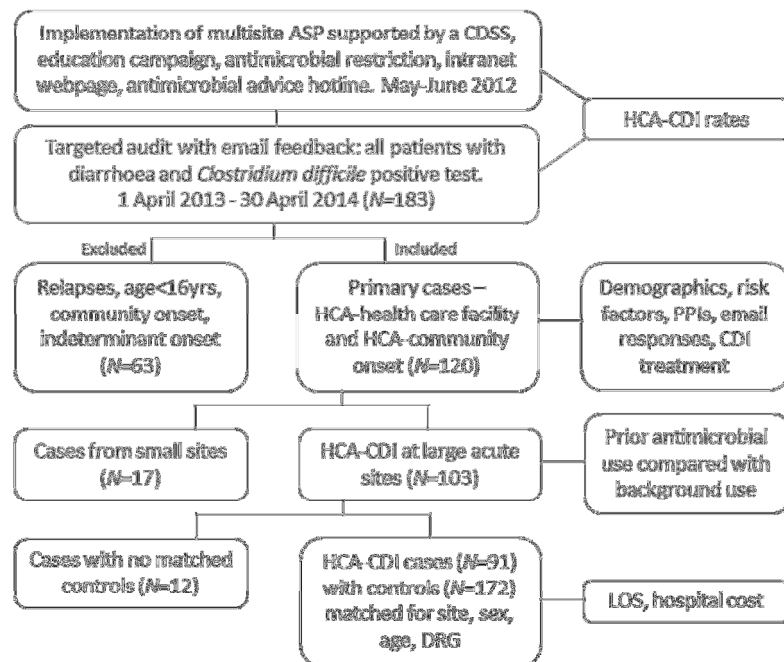 Implementation of multisite ASP supported by a CDSS,
education campaign, antimicrobial restriction, intranet
webpage, antimicrobial advice hotline.  May-June 2012
HCA-CDI rates
Targeted audit with email feedback: all patients with
diarrhoea and Clostridium difficile positive test.
1 April 2013 - 30 April 2014 (N=183)
Excluded
Included
Relapses, age<16yrs,
community onset,
indeterminant onset
(N=63)
Primary cases –
HCA-health care facility
and HCA-community
onset (N=120)
Demographics, risk
factors, PPIs, email
responses, CDI
treatment
Cases from small sites
(N=17)
HCA-CDI at large acute
sites (N=103)
Prior antimicrobial
use compared with
background use
Cases with no matched
controls (N=12)
HCA-CDI cases (N=91)
with controls (N=172)
matched for site, sex,
age, DRG
LOS, hospital cost